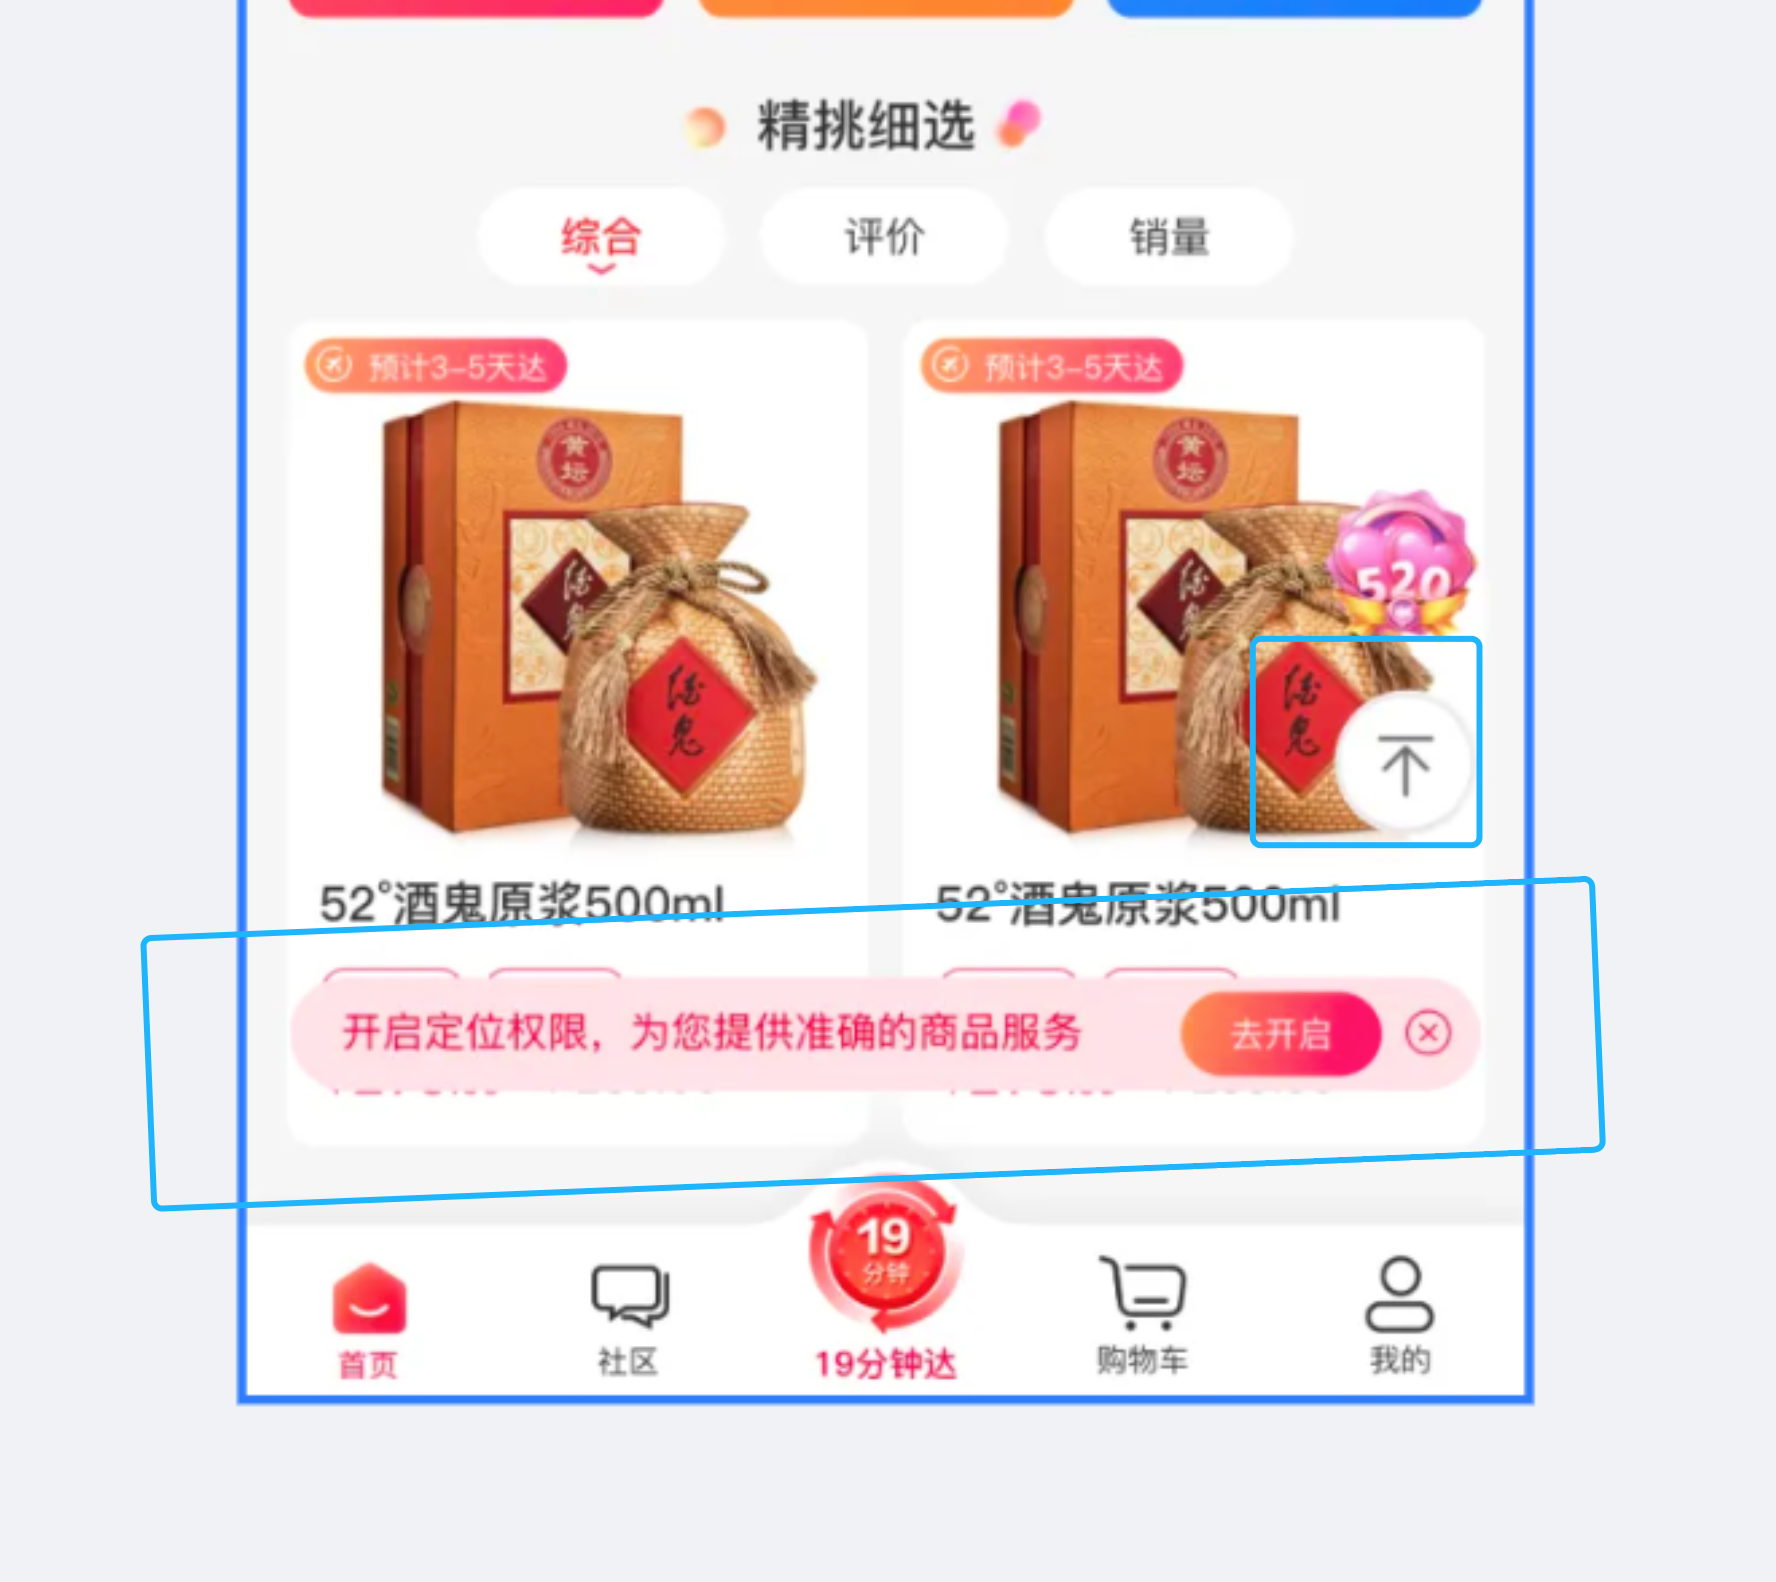 精挑细选
综合
评价
销量
预计3-5天达
预计3-5天达
黄坛
黄坛
酒
酒
520
酒鬼
酒鬼
52°酒鬼原浆500ml
52°酒鬼原浆500ml
开启定位权限，为您提供准确的商品服务
去开启
19
分钟
首页
社区
19分钟达
购物车
我的